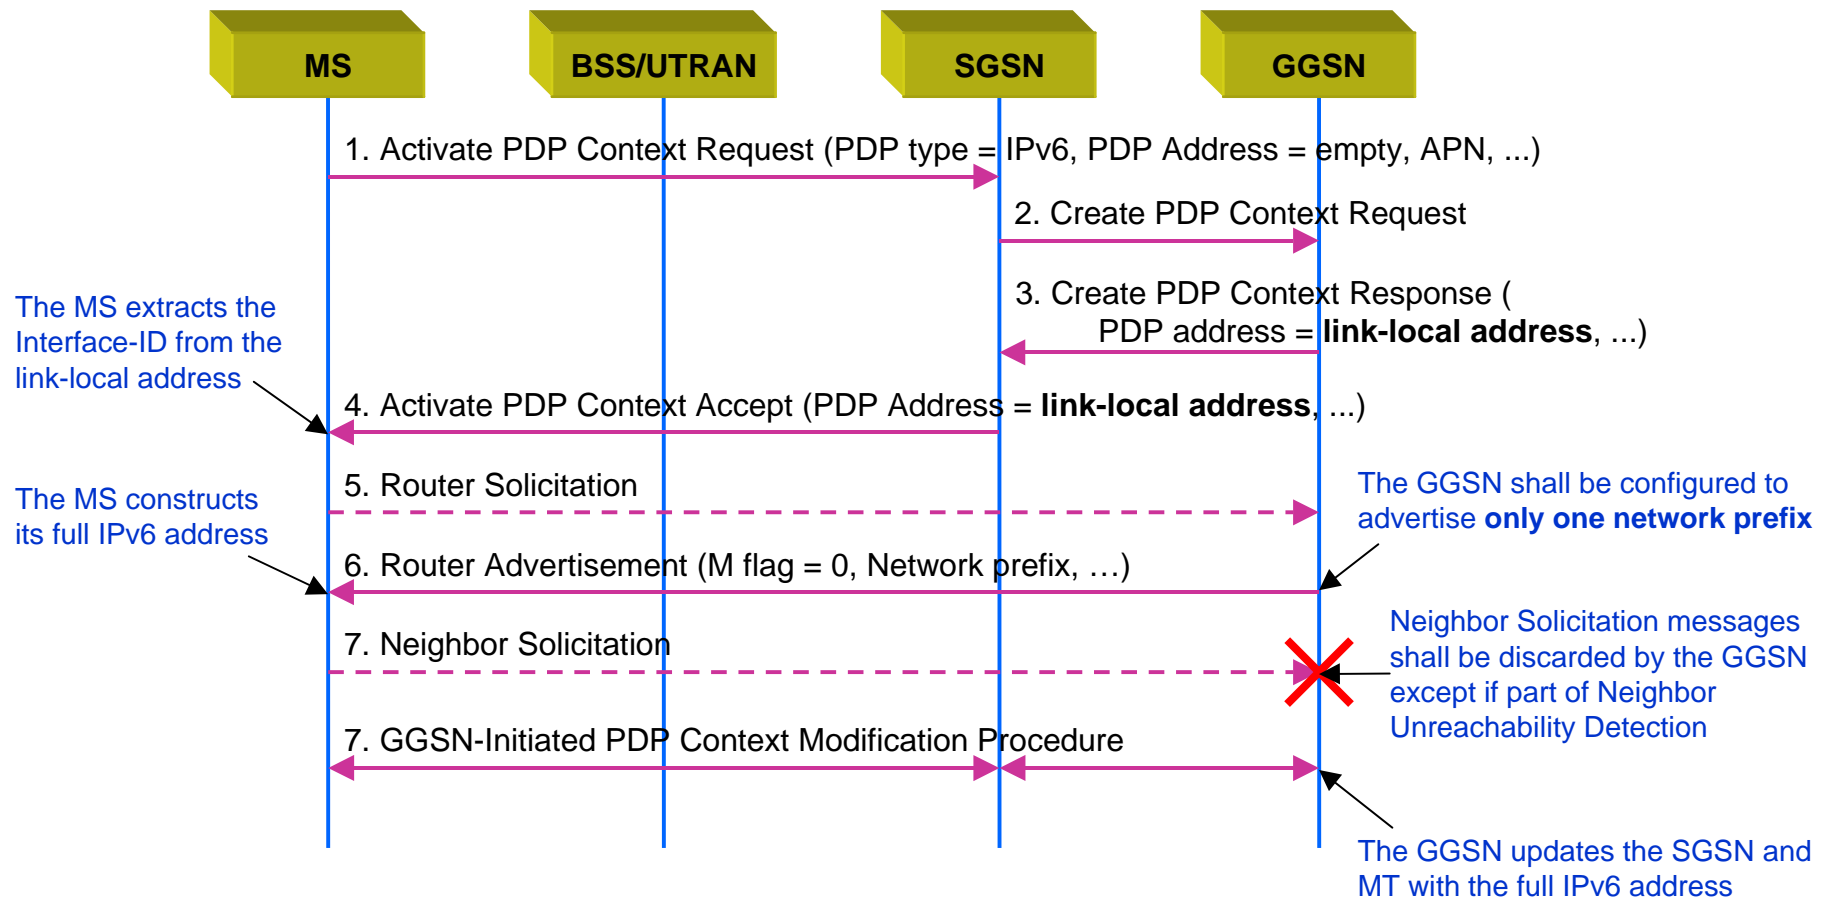 MS
BSS/UTRAN
SGSN
GGSN
1. Activate PDP Context Request (PDP type = IPv6, PDP Address = empty, APN, ...)
2. Create PDP Context Request
3. Create PDP Context Response (
PDP address = link-local address, ...)
The MS extracts the
Interface-ID from the
link-local address
4. Activate PDP Context Accept (PDP Address = link-local address, ...)
5. Router Solicitation
The MS constructs
its full IPv6 address
The GGSN shall be configured to
advertise only one network prefix
6. Router Advertisement (M flag = 0, Network prefix, …)
7. Neighbor Solicitation
Neighbor Solicitation messages
shall be discarded by the GGSN
except if part of Neighbor
Unreachability Detection
7. GGSN-Initiated PDP Context Modification Procedure
The GGSN updates the SGSN and
MT with the full IPv6 address